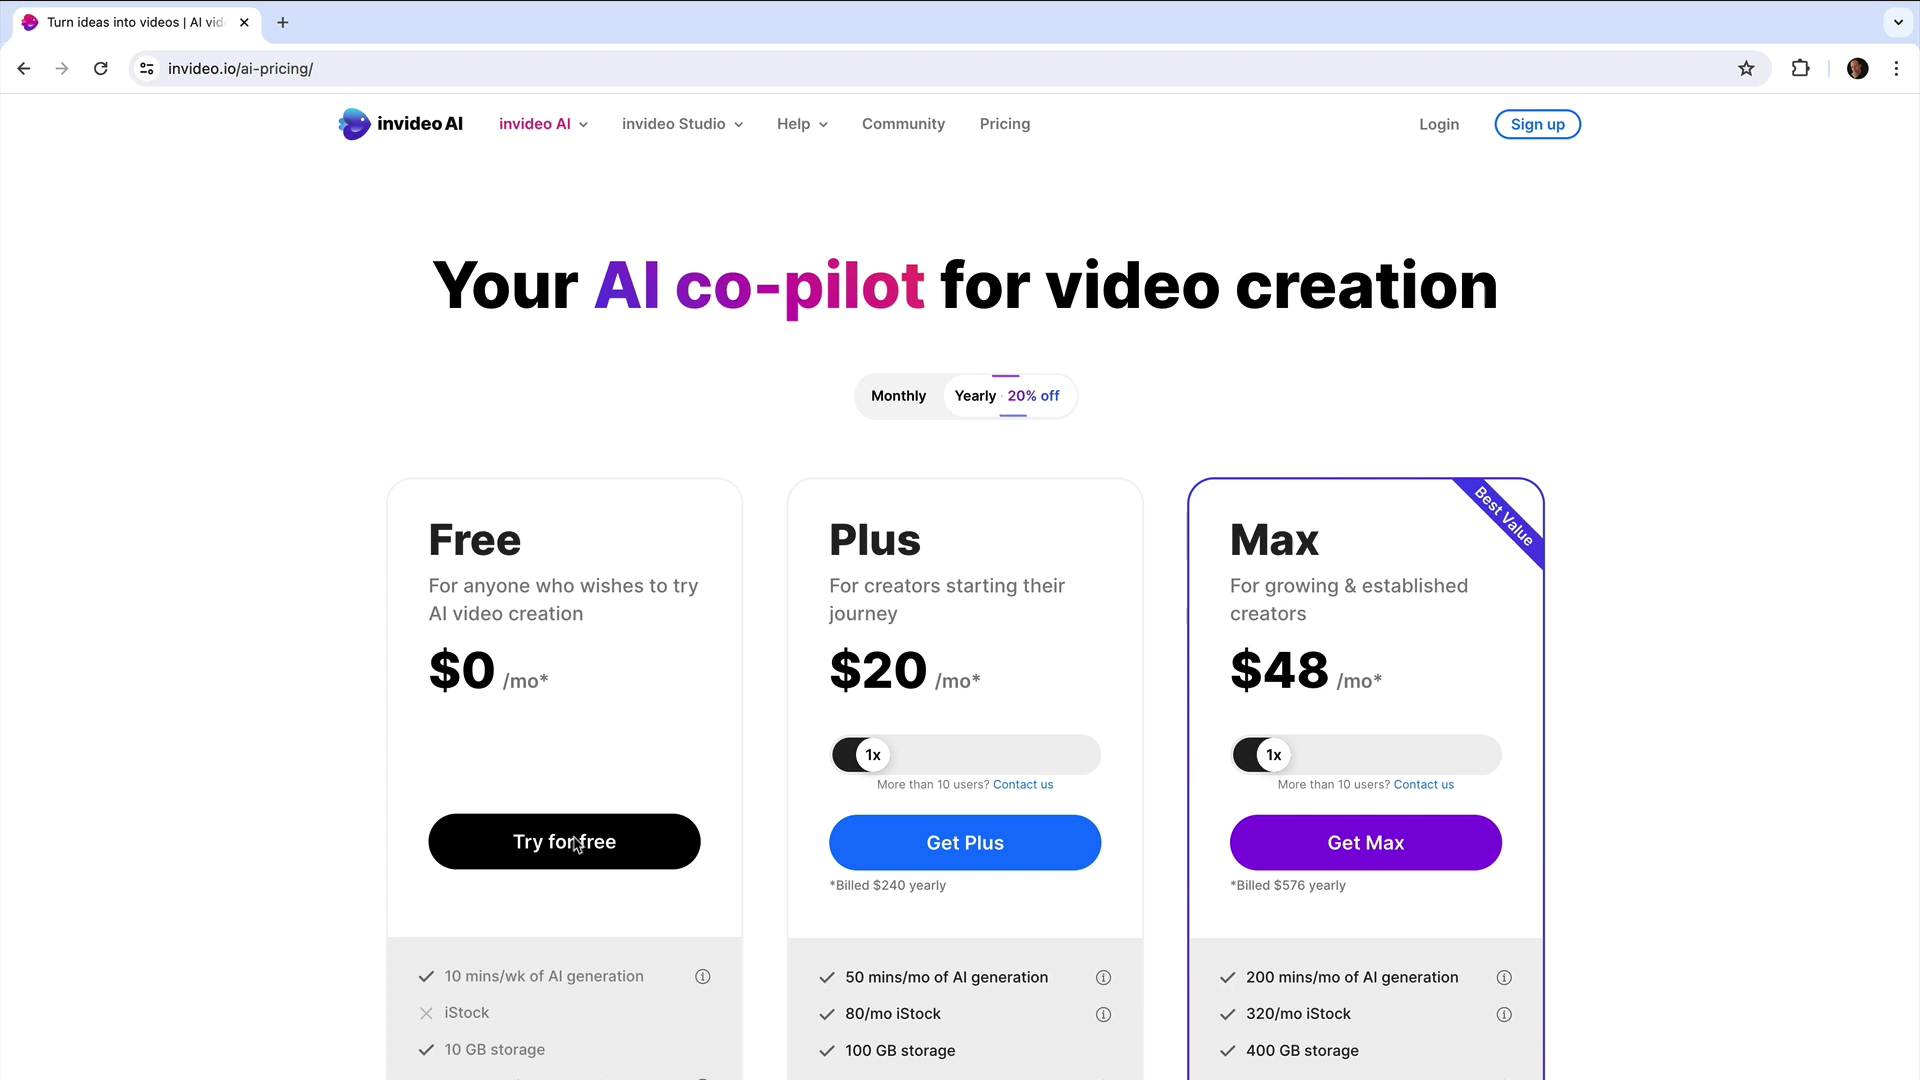 Turn ideas into videos | AI vid
invideo.io/ai-pricing/
invideo AI
invideo AI
invideo Studio
Help
Community
Pricing
Login
Sign up
Your AI co-pilot for video creation
Monthly
Yearly · 20% off
Free
For anyone who wishes to try
AI video creation
$0 /mo*
Try for free
10 mins/wk of AI generation
iStock
10 GB storage
Plus
For creators starting their
journey
$20 /mo*
1x
More than 10 users? Contact us
Get Plus
*Billed $240 yearly
50 mins/mo of AI generation
80/mo iStock
100 GB storage
Best Value
Max
For growing & established
creators
$48 /mo*
1x
More than 10 users? Contact us
Get Max
*Billed $576 yearly
200 mins/mo of AI generation
320/mo iStock
400 GB storage